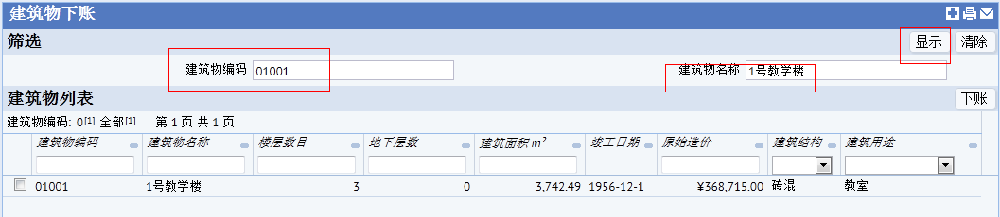 建筑物下账
筛选 显示 清除
建筑物编码 01001 建筑物名称 1号教学楼
建筑物列表 下账
建筑物编码: 0[1] 全部[1] 第 1 页 共 1 页
建筑物编码 建筑物名称 楼层数目 地下层数 建筑面积 m² 竣工日期 原始造价 建筑结构 建筑用途
01001 1号教学楼 3 0 3,742.49 1956-12-1 ¥368,715.00 砖混 教室